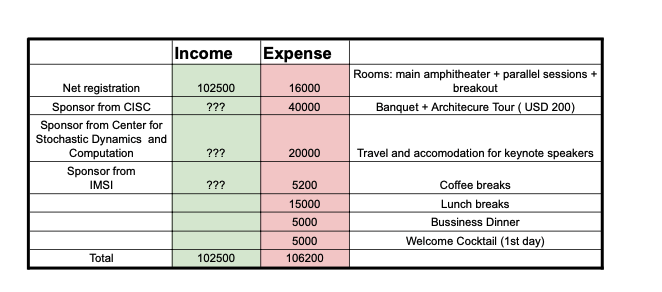 Income Expense
Rooms: main amphitheater + parallel sessions +
Net registration 102500 16000 breakout
Sponsor from CISC ??? 40000 Banquet + Architecure Tour ( USD 200)
Sponsor from Center for
Stochastic Dynamics and
Computation ??? 20000 Travel and accomodation for keynote speakers
Sponsor from
IMSI ??? 5200 Coffee breaks
15000 Lunch breaks
5000 Bussiness Dinner
5000 Welcome Cocktail (1st day)
Total 102500 106200